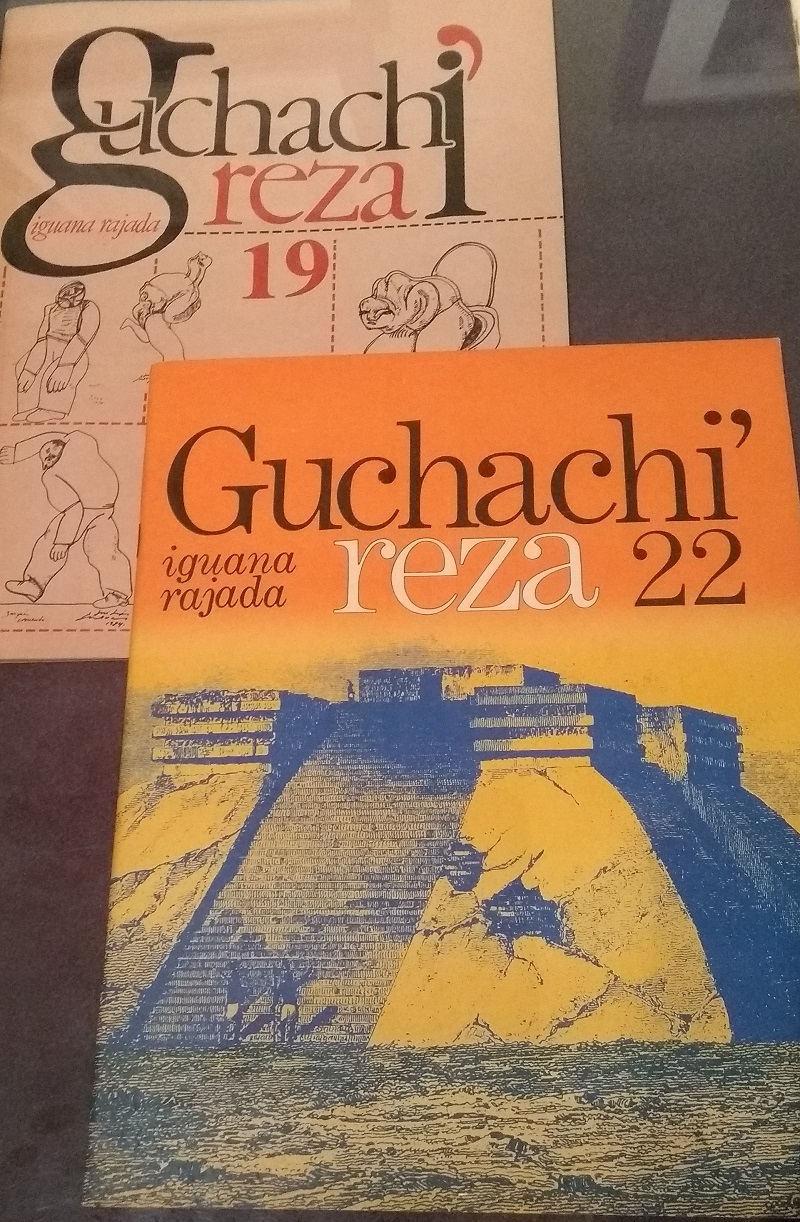 guchachi'
reza
iguana rajada
19
Guchachi'
iguana
rajada
reza 22